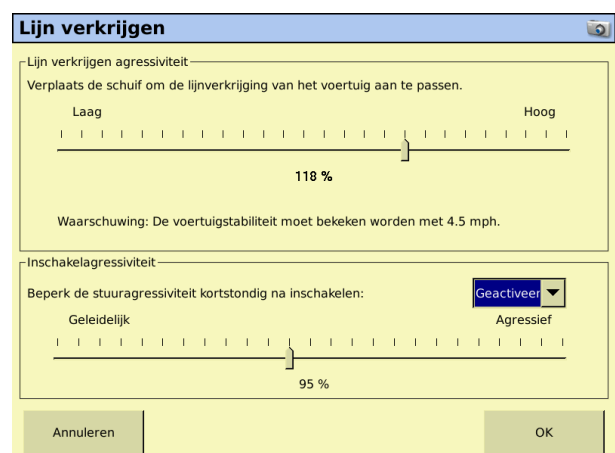 Lijn verkrijgen
Lijn verkrijgen agressiviteit
Verplaats de schuif om de lijnverkrijging van het voertuig aan te passen.
Laag Hoog
118 %
Waarschuwing: De voertuigstabiliteit moet bekeken worden met 4.5 mph.
Inschakelagressiviteit
Beperk de stuuragressiviteit kortstondig na inschakelen: Geactiveer
Geleidelijk Agressief
95 %
Annuleren OK